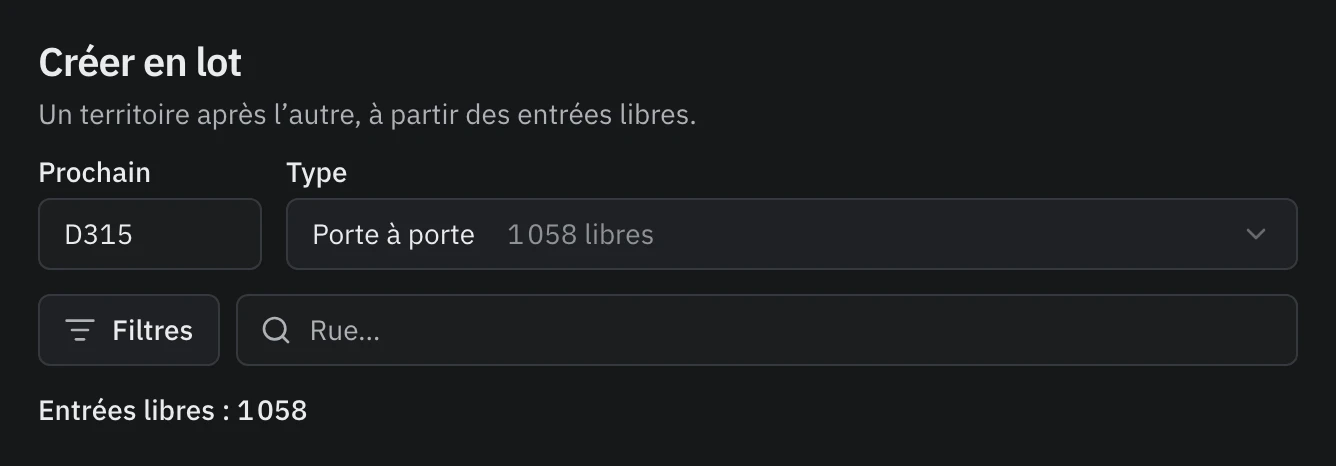 Créer en lot
Un territoire après l’autre, à partir des entrées libres.
Prochain Type
D315 Porte à porte 1 058 libres
Filtres Rue...
Entrées libres : 1 058